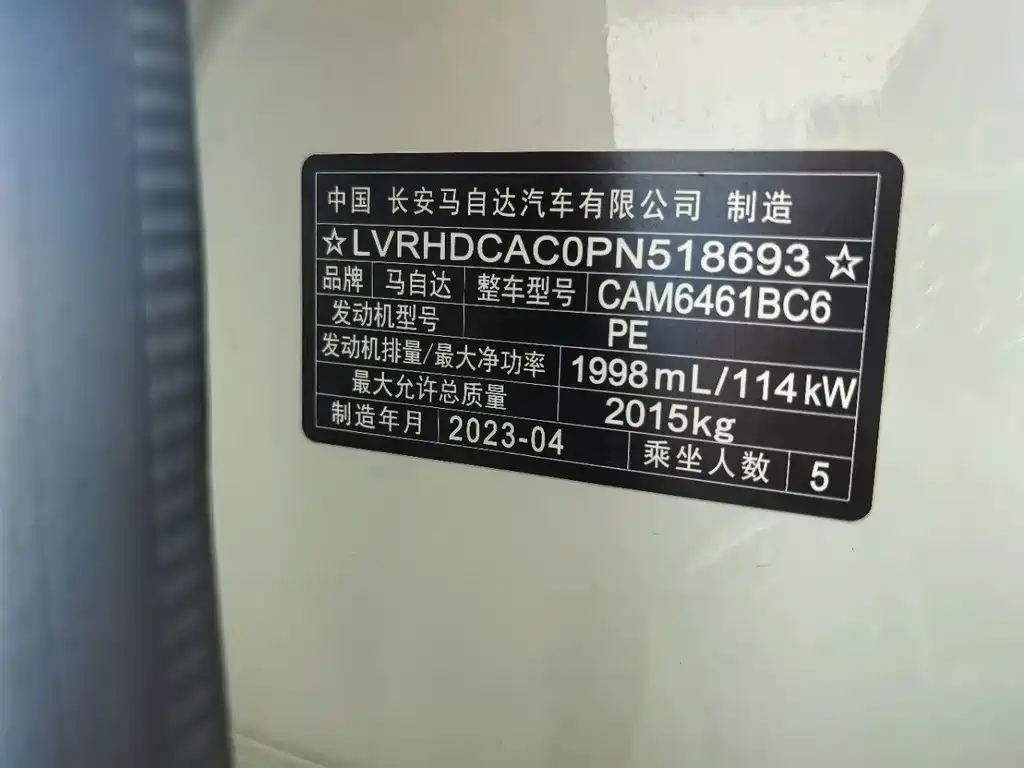 中国 长安马自达汽车有限公司 制造
☆LVRHDCAC0PN518693☆
品牌 马自达 整车型号 CAM6461BC6
发动机型号 PE
发动机排量/最大净功率 1998mL/114kW
最大允许总质量 2015kg
制造年月 2023-04 乘坐人数 5